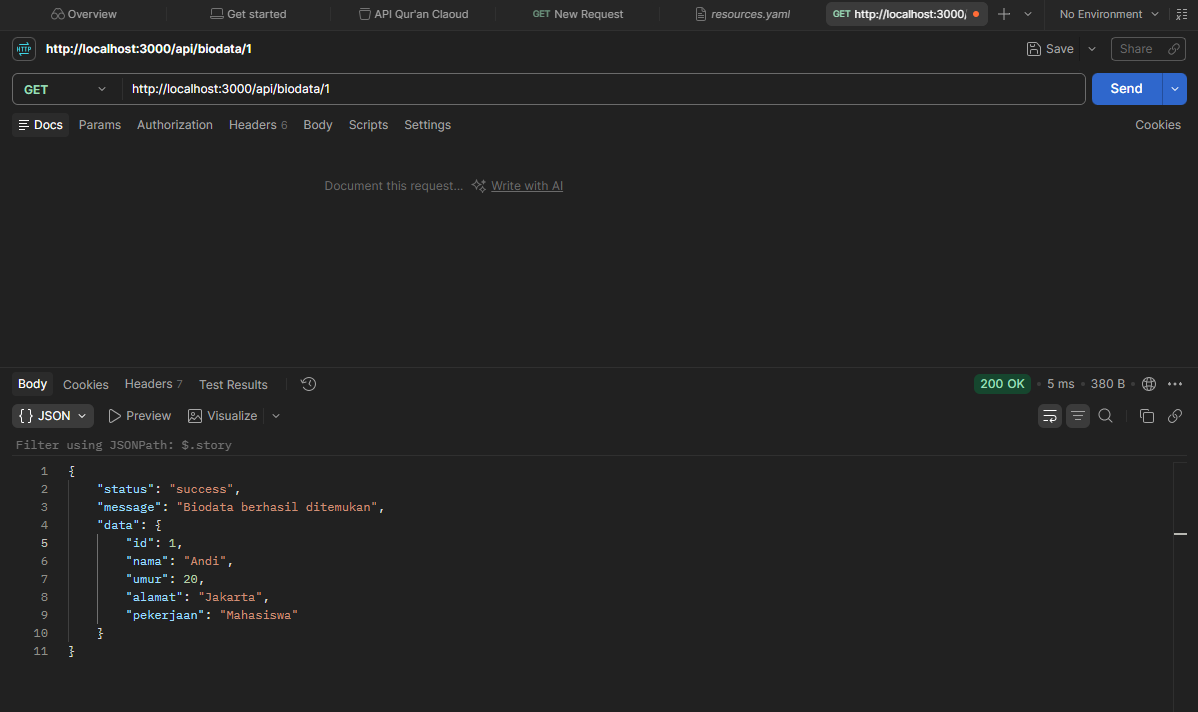 Overview Get started API Qur'an Claoud GET New Request resources.yaml GET http://localhost:3000/ No Environment
HTTP http://localhost:3000/api/biodata/1 Save Share
GET http://localhost:3000/api/biodata/1 Send
Docs Params Authorization Headers 6 Body Scripts Settings Cookies
Document this request... Write with AI
Body Cookies Headers 7 Test Results 200 OK • 5 ms • 380 B •
{} JSON Preview Visualize
Filter using JSONPath: $.story
1 {
2 "status": "success",
3 "message": "Biodata berhasil ditemukan",
4 "data": {
5 "id": 1,
6 "nama": "Andi",
7 "umur": 20,
8 "alamat": "Jakarta",
9 "pekerjaan": "Mahasiswa"
10 }
11 }